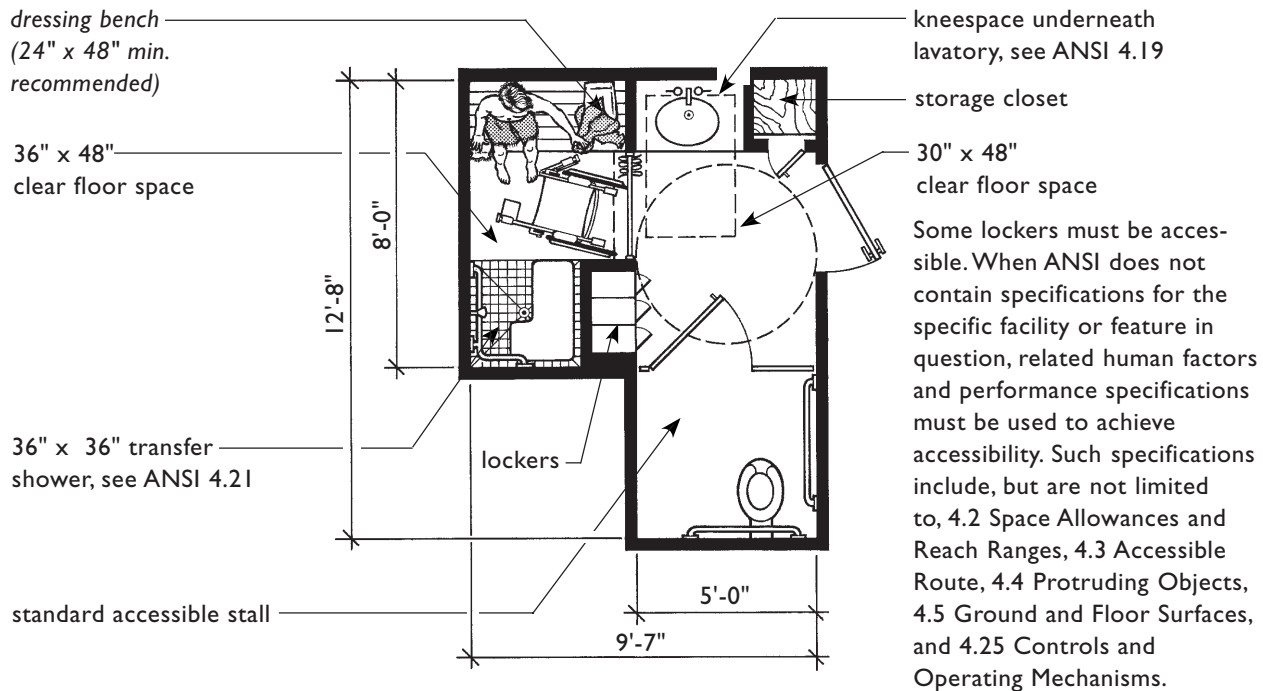 dressing bench
(24" x 48" min.
recommended)
36" x 48"
clear floor space
8'-0"
12'-8"
36" x 36" transfer
shower, see ANSI 4.21
lockers
standard accessible stall
5'-0"
9'-7"
kneespace underneath
lavatory, see ANSI 4.19
storage closet
30" x 48"
clear floor space
Some lockers must be acces-
sible. When ANSI does not
contain specifications for the
specific facility or feature in
question, related human factors
and performance specifications
must be used to achieve
accessibility. Such specifications
include, but are not limited
to, 4.2 Space Allowances and
Reach Ranges, 4.3 Accessible
Route, 4.4 Protruding Objects,
4.5 Ground and Floor Surfaces,
and 4.25 Controls and
Operating Mechanisms.